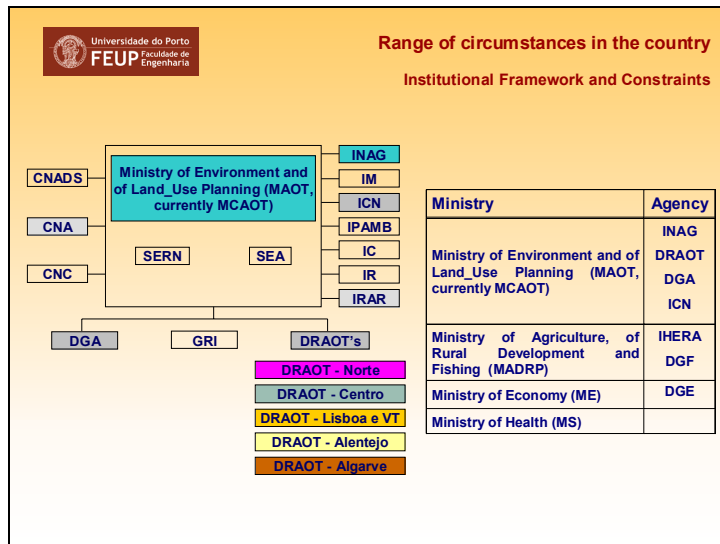 Universidade do Porto
FEUP Faculdade de
Engenharia
Range of circumstances in the country
Institutional Framework and Constraints
CNADS
CNA
CNC
Ministry of Environment and
of Land_Use Planning (MAOT,
currently MCAOT)
SERN
SEA
INAG
IM
ICN
IPAMB
IC
IR
IRAR
DGA
GRI
DRAOT's
DRAOT - Norte
DRAOT - Centro
DRAOT - Lisboa e VT
DRAOT - Alentejo
DRAOT - Algarve
Ministry Agency
Ministry of Environment and of
Land_Use Planning (MAOT,
currently MCAOT)
INAG
DRAOT
DGA
ICN
Ministry of Agriculture, of
Rural Development and
Fishing (MADRP)
IHERA
DGF
Ministry of Economy (ME) DGE
Ministry of Health (MS)